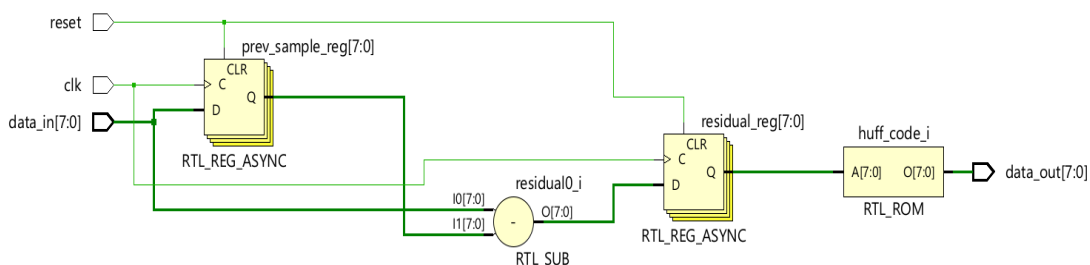 reset
prev_sample_reg[7:0]
CLR
clk
C
Q
data_in[7:0]
D
RTL_REG_ASYNC
residual_reg[7:0]
CLR
C
Q
D
RTL_REG_ASYNC
huff_code_i
A[7:0]
O[7:0]
RTL_ROM
data_out[7:0]
residual0_i
I0[7:0]
I1[7:0]
O[7:0]
-
RTL_SUB